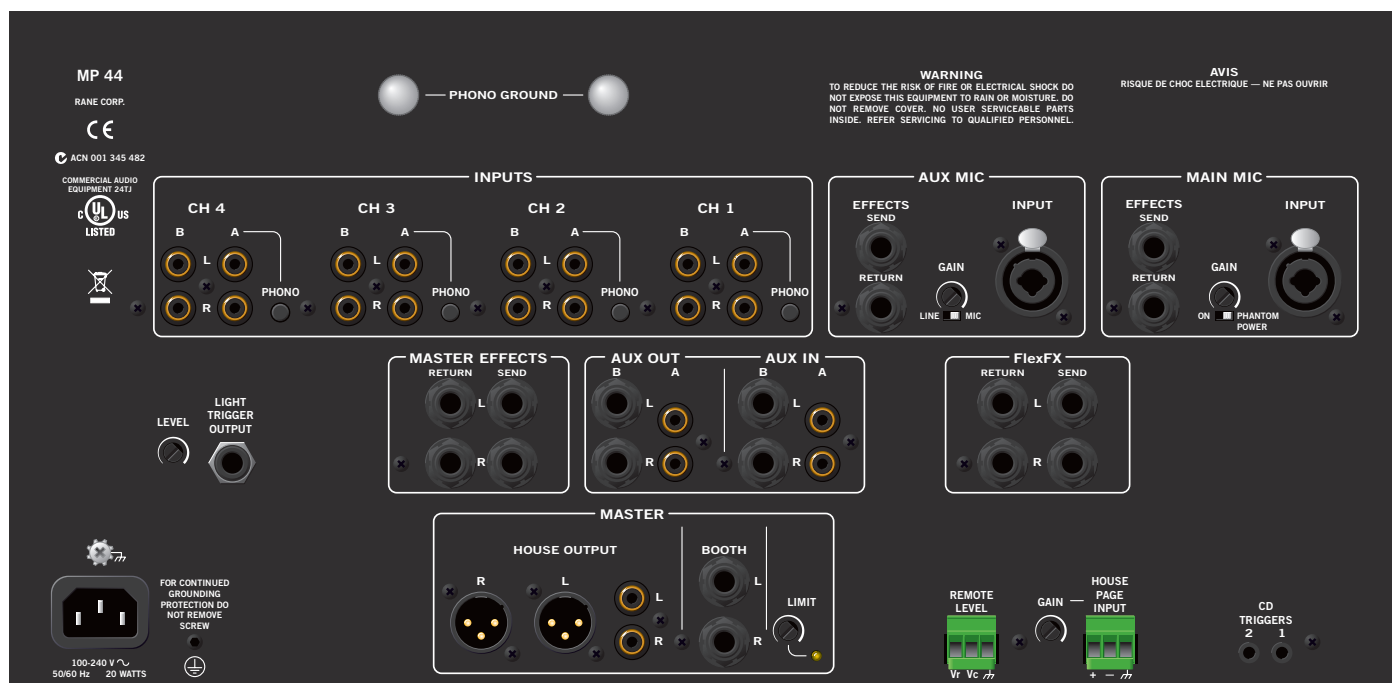 MP 44
RANE CORP.
CE
ACN 001 345 482
COMMERCIAL AUDIO
EQUIPMENT 24TJ
C UL US
LISTED
PHONO GROUND
WARNING
TO REDUCE THE RISK OF FIRE OR ELECTRICAL SHOCK DO
NOT EXPOSE THIS EQUIPMENT TO RAIN OR MOISTURE. DO
NOT REMOVE COVER. NO USER SERVICEABLE PARTS
INSIDE. REFER SERVICING TO QUALIFIED PERSONNEL.
AVIS
RISQUE DE CHOC ELECTRIQUE — NE PAS OUVRIR
INPUTS
CH 4
B A
L
R
PHONO
CH 3
B A
L
R
PHONO
CH 2
B A
L
R
PHONO
CH 1
B A
L
R
PHONO
AUX MIC
EFFECTS
SEND
RETURN
GAIN
LINE MIC
INPUT
MAIN MIC
EFFECTS
SEND
RETURN
GAIN
ON PHANTOM
POWER
INPUT
LEVEL
LIGHT
TRIGGER
OUTPUT
MASTER EFFECTS
RETURN SEND
L
R
AUX OUT
B A
L
R
AUX IN
B A
L
R
FlexFX
RETURN SEND
L
R
MASTER
HOUSE OUTPUT
R L
L
R
BOOTH
L
R
LIMIT
FOR CONTINUED
GROUNDING
PROTECTION DO
NOT REMOVE
SCREW
100-240 V
50/60 Hz 20 WATTS
REMOTE
LEVEL
Vr Vc
GAIN
HOUSE
PAGE
INPUT
+ —
CD
TRIGGERS
2 1